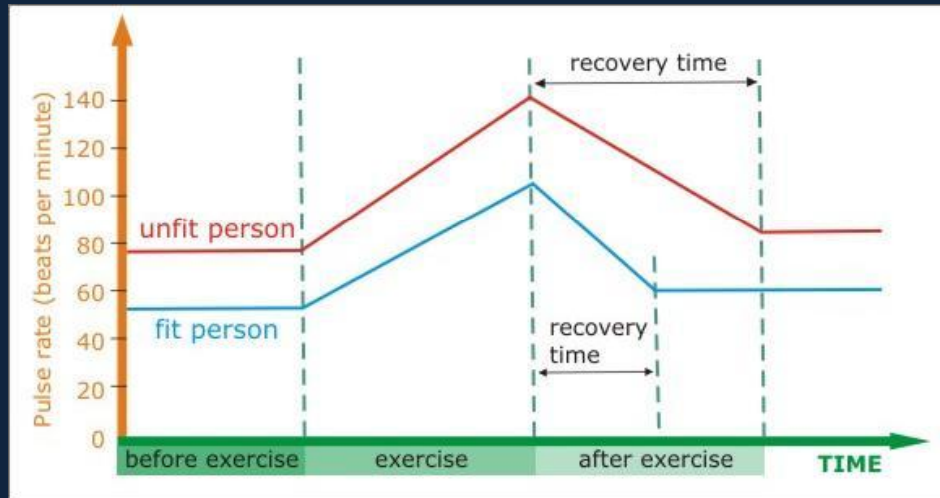 recovery time
140
120
100
80
60
40
20
0
Pulse rate (beats per minute)
unfit person
fit person
recovery
time
before exercise
exercise
after exercise
TIME